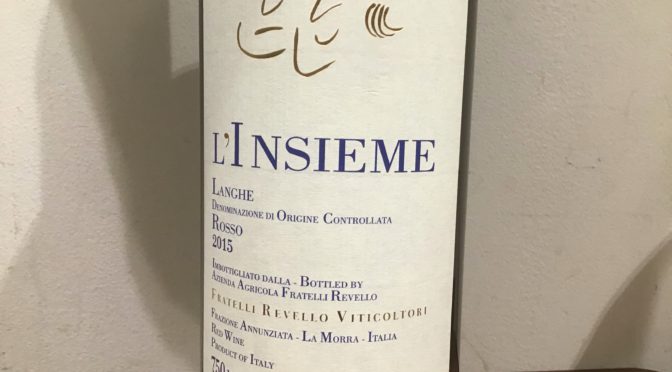 L'INSIEME
LANGHE
DENOMINAZIONE DI ORIGINE CONTROLLATA
ROSSO
2015
IMBOTTIGLIATO DALLA - BOTTLED BY
AZIENDA AGRICOLA FRATELLI REVELLO
FRATELLI REVELLO VITICOLTORI
FRAZIONE ANNUNZIATA - LA MORRA - ITALIA
RED WINE
PRODUCT OF ITALY
750